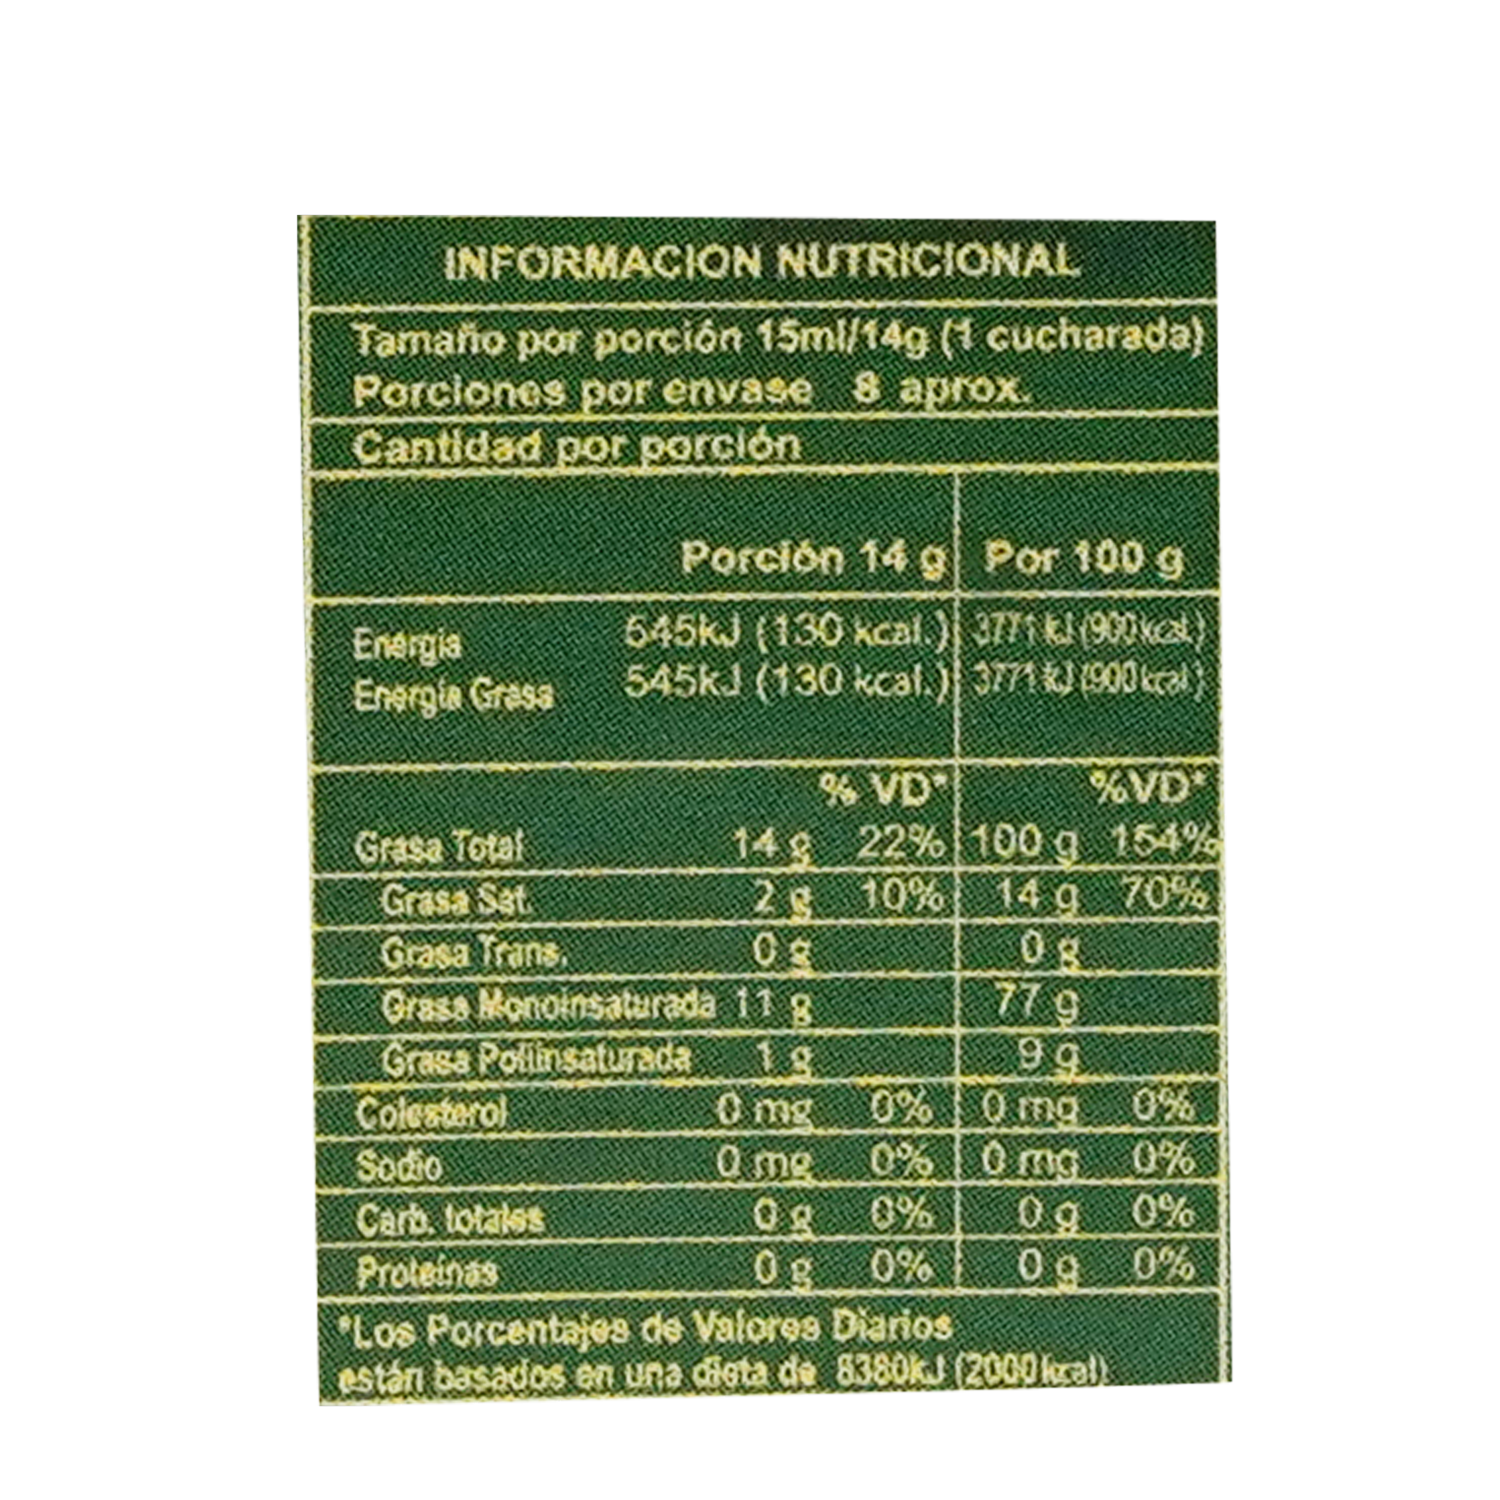 INFORMACION NUTRICIONAL
Tamaño por porción 15ml/14g (1 cucharada)
Porciones por envase 8 aprox.
Cantidad por porción
Porción 14 g Por 100 g
Energía 545kJ (130 kcal.) 3771 kJ (900 kcal.)
Energía Grasa 545kJ (130 kcal.) 3771 kJ (900 kcal.)
% VD* %VD*
Grasa Total 14 g 22% 100 g 154%
Grasa Sat. 2 g 10% 14 g 70%
Grasa Trans. 0 g 0 g
Grasa Monoinsaturada 11 g 77 g
Grasa Poliinsaturada 1 g 9 g
Colesterol 0 mg 0% 0 mg 0%
Sodio 0 mg 0% 0 mg 0%
Carb. totales 0 g 0% 0 g 0%
Proteínas 0 g 0% 0 g 0%
*Los Porcentajes de Valores Diarios
están basados en una dieta de 8380kJ (2000 kcal)